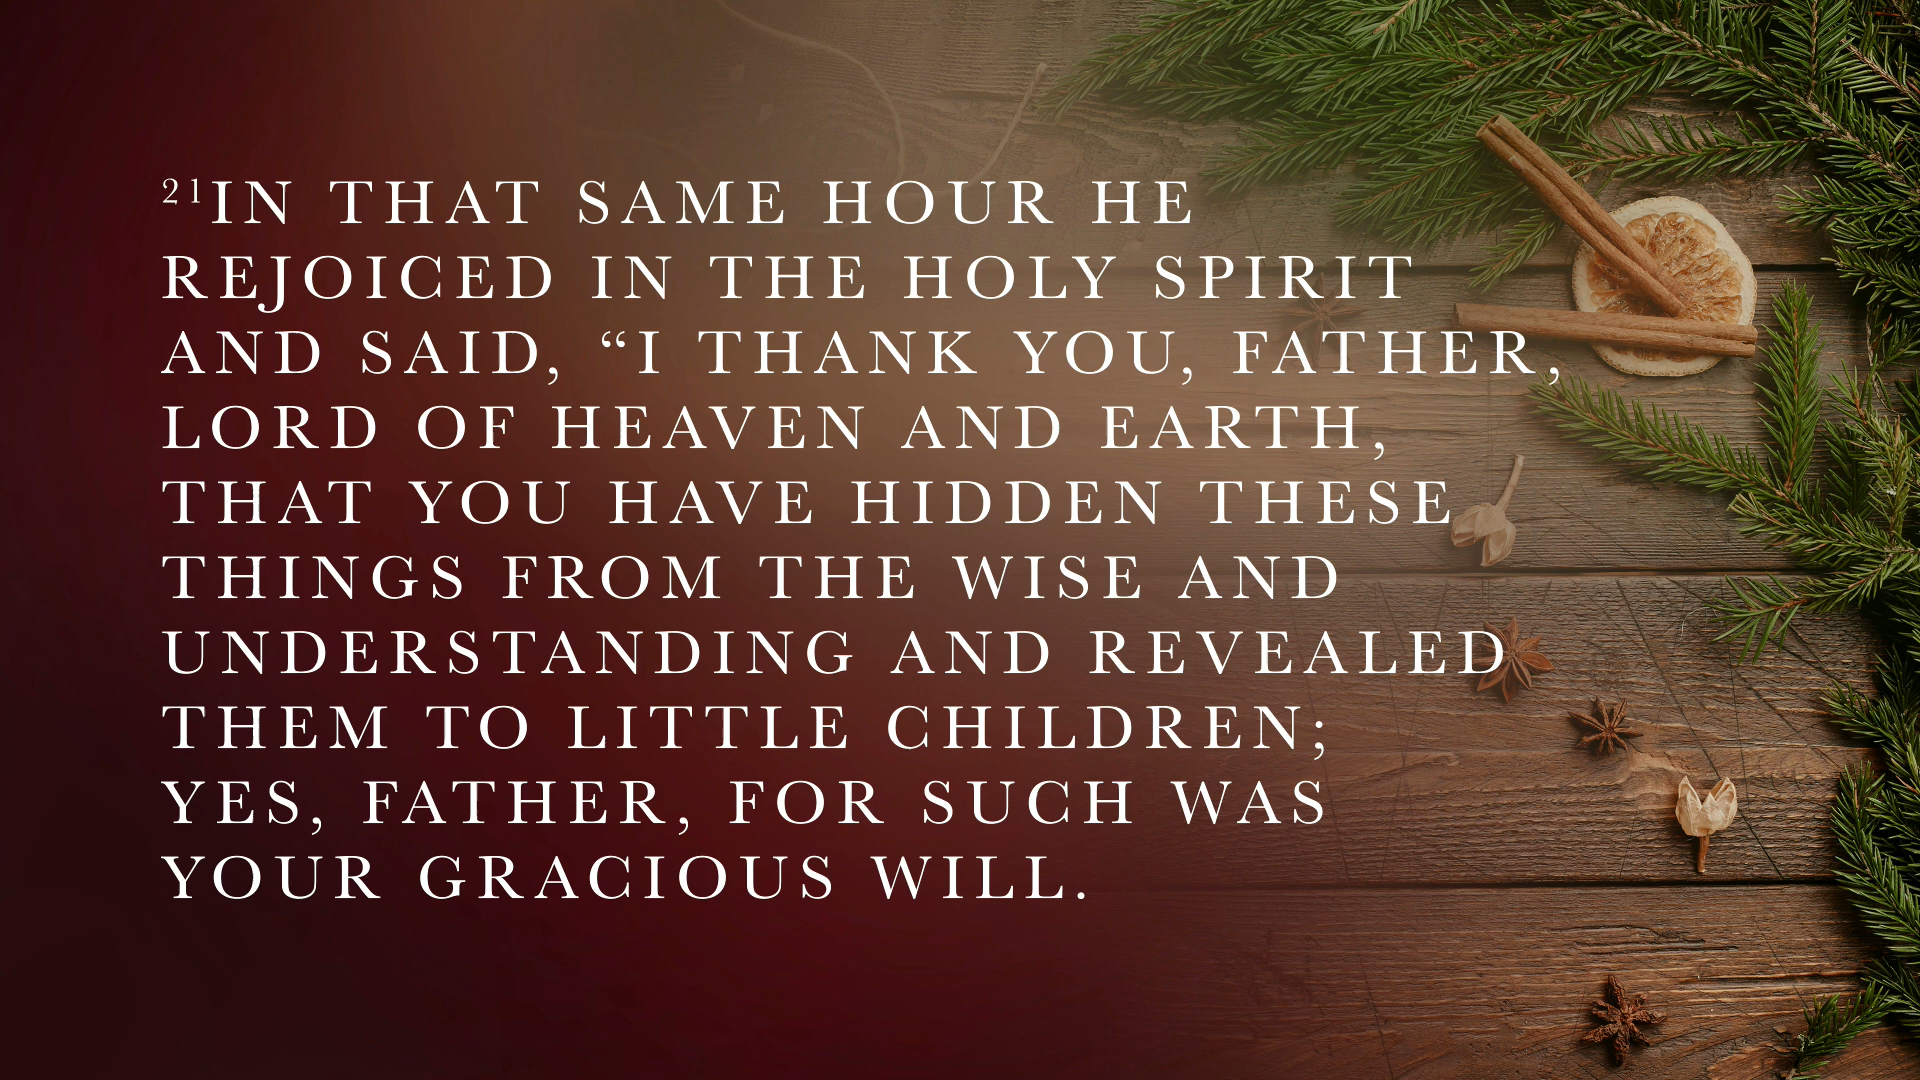 ²¹IN THAT SAME HOUR HE
REJOICED IN THE HOLY SPIRIT
AND SAID, “I THANK YOU, FATHER,
LORD OF HEAVEN AND EARTH,
THAT YOU HAVE HIDDEN THESE
THINGS FROM THE WISE AND
UNDERSTANDING AND REVEALED
THEM TO LITTLE CHILDREN;
YES, FATHER, FOR SUCH WAS
YOUR GRACIOUS WILL.